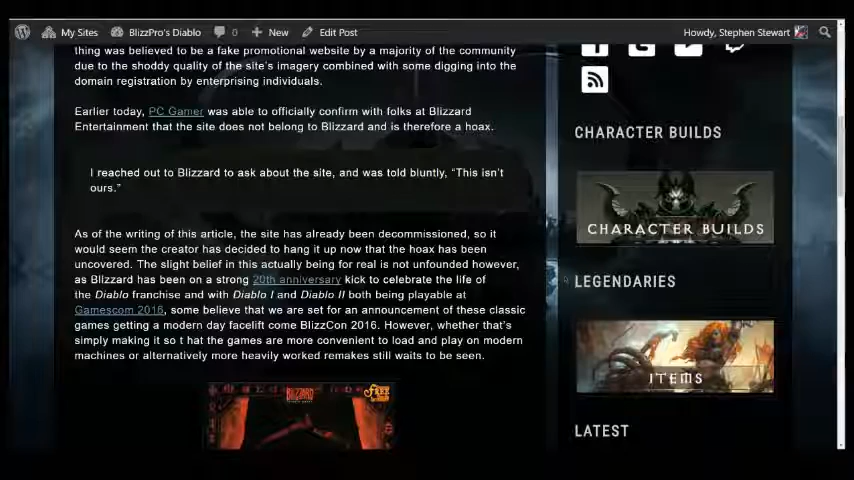 My Sites
BlizzPro's Diablo
0
New
Edit Post
Howdy, Stephen Stewart
thing was believed to be a fake promotional website by a majority of the community
due to the shoddy quality of the site's imagery combined with some digging into the
domain registration by enterprising individuals.
Earlier today, PC Gamer was able to officially confirm with folks at Blizzard
Entertainment that the site does not belong to Blizzard and is therefore a hoax.
I reached out to Blizzard to ask about the site, and was told bluntly, “This isn’t
ours.”
As of the writing of this article, the site has already been decommissioned, so it
would seem the creator has decided to hang it up now that the hoax has been
uncovered. The slight belief in this actually being for real is not unfounded however,
as Blizzard has been on a strong 20th anniversary kick to celebrate the life of
the Diablo franchise and with Diablo I and Diablo II both being playable at
Gamescom 2016, some believe that we are set for an announcement of these classic
games getting a modern day facelift come BlizzCon 2016. However, whether that’s
simply making it so t hat the games are more convenient to load and play on modern
machines or alternatively more heavily worked remakes still waits to be seen.
BLIZZARD
FREE
CHARACTER BUILDS
CHARACTER BUILDS
LEGENDARIES
ITEMS
LATEST